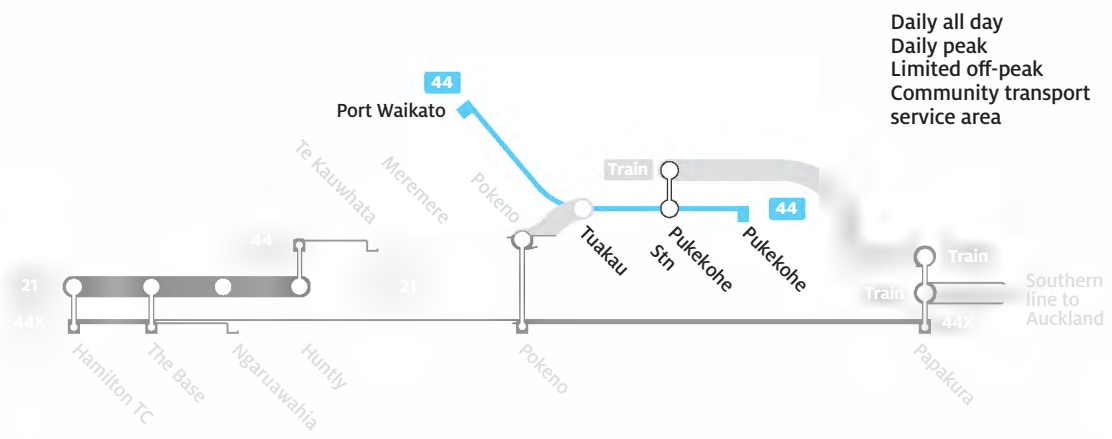 Daily all day
Daily peak
Limited off-peak
Community transport
service area
44
Port Waikato
Te Kauwhata
Meremere
Pokeno
Train
44
Tuakau
Pukekohe
Stn
Pukekohe
44
21
21
44X
Train
Train
44X
Southern
line to
Auckland
Hamilton TC
The Base
Ngaruawahia
Huntly
Pokeno
Papakura